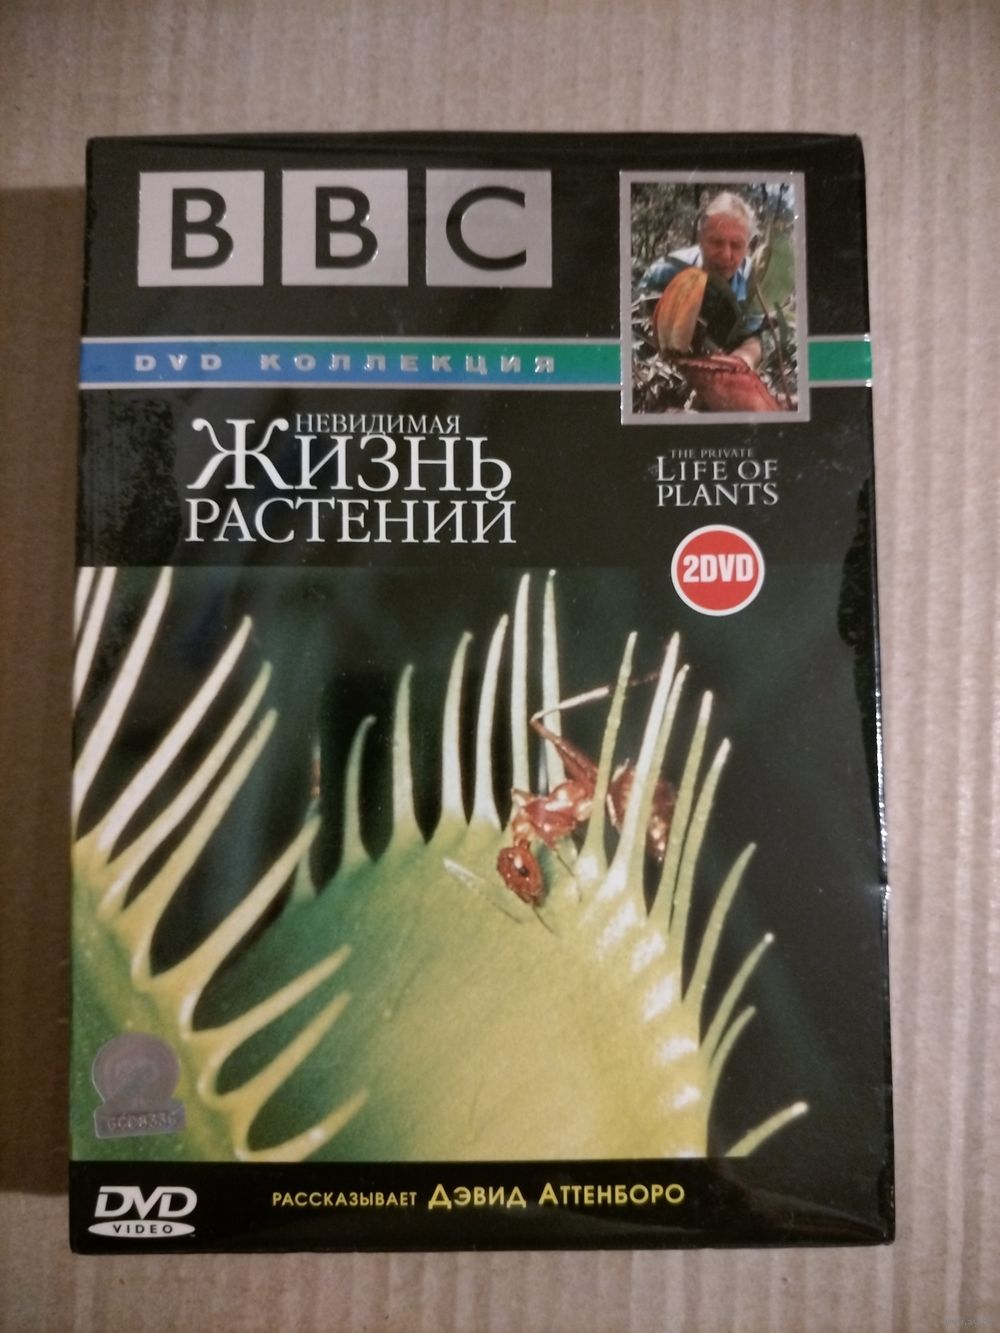 BBC
DVD КОЛЛЕКЦИЯ
НЕВИДИМАЯ
ЖИЗНЬ
РАСТЕНИЙ
THE PRIVATE
LIFE OF
PLANTS
2DVD
DVD
VIDEO
РАССКАЗЫВАЕТ ДЭВИД АТТЕНБОРО